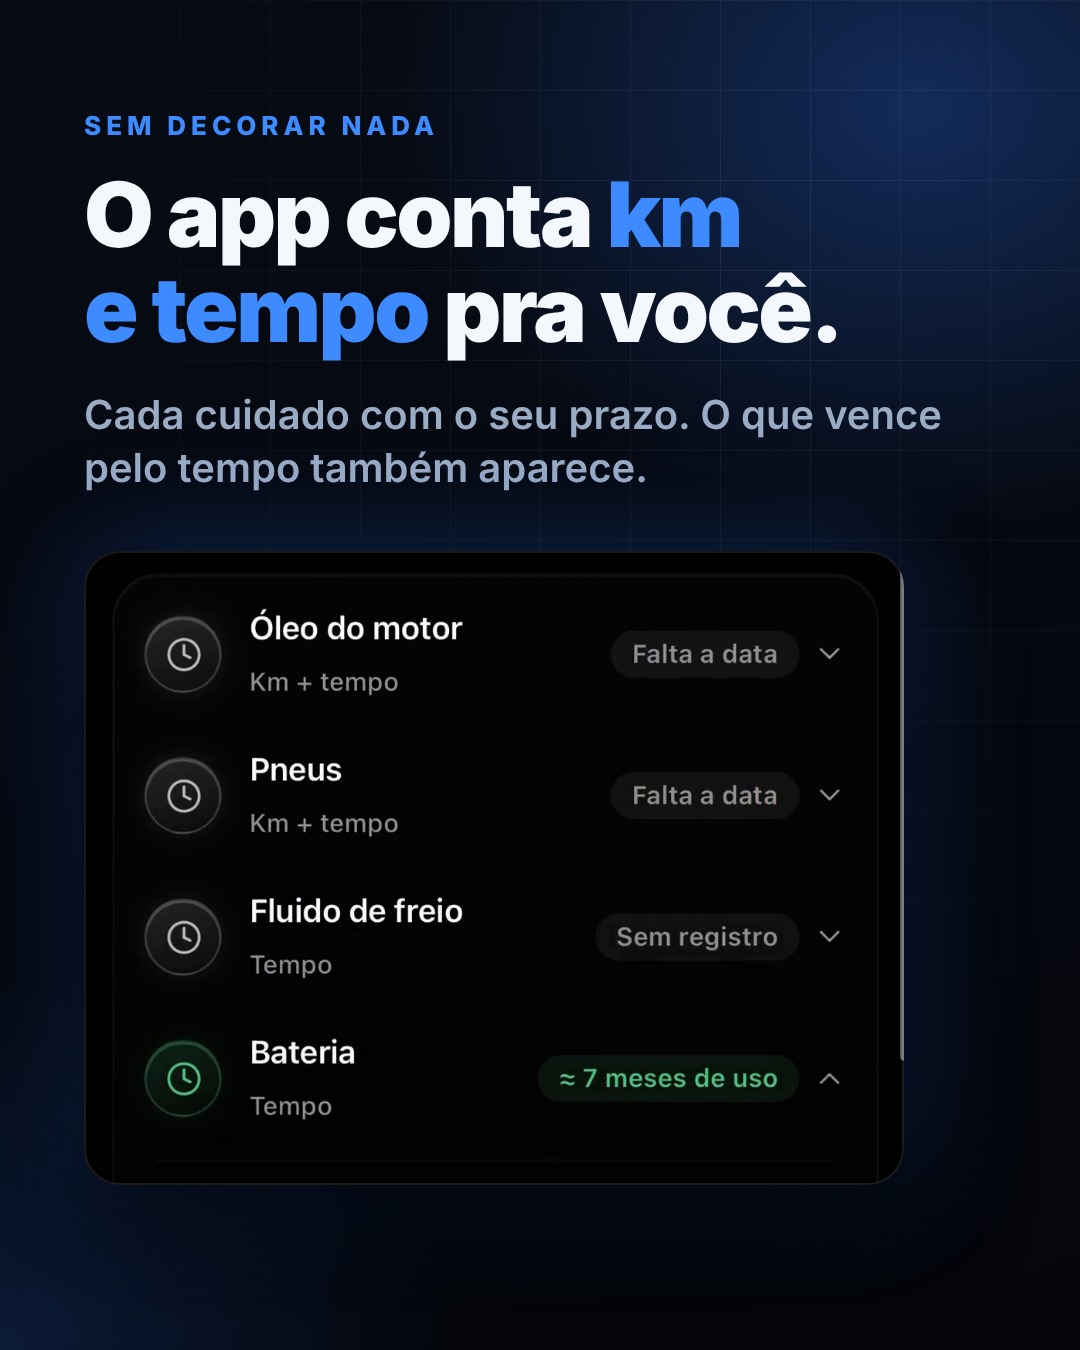 SEM DECORAR NADA
O app conta km
e tempo pra você.
Cada cuidado com o seu prazo. O que vence
pelo tempo também aparece.
Óleo do motor
Falta a data
Km + tempo
Pneus
Falta a data
Km + tempo
Fluido de freio
Sem registro
Tempo
Bateria
≈ 7 meses de uso
Tempo